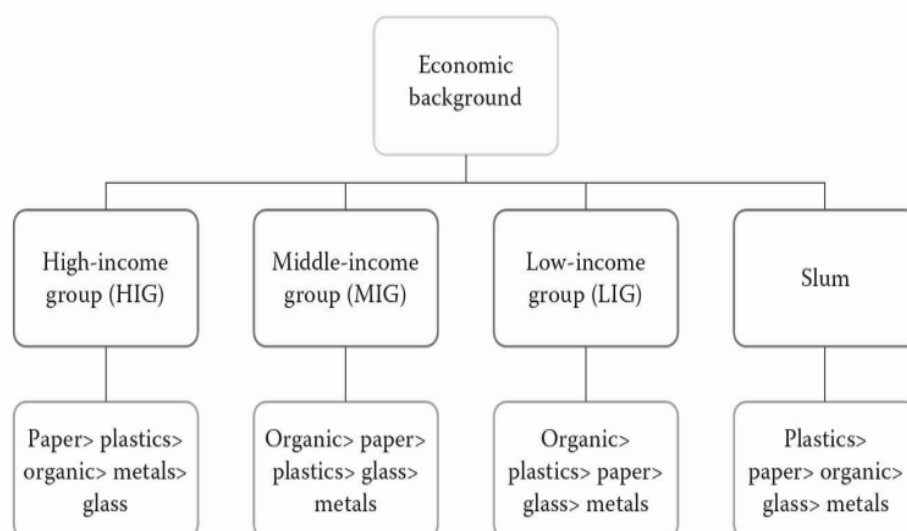 Economic
background
High-income
group (HIG)
Middle-income
group (MIG)
Low-income
group (LIG)
Slum
Paper> plastics>
organic> metals>
glass
Organic> paper>
plastics> glass>
metals
Organic>
plastics> paper>
glass> metals
Plastics>
paper> organic>
glass> metals